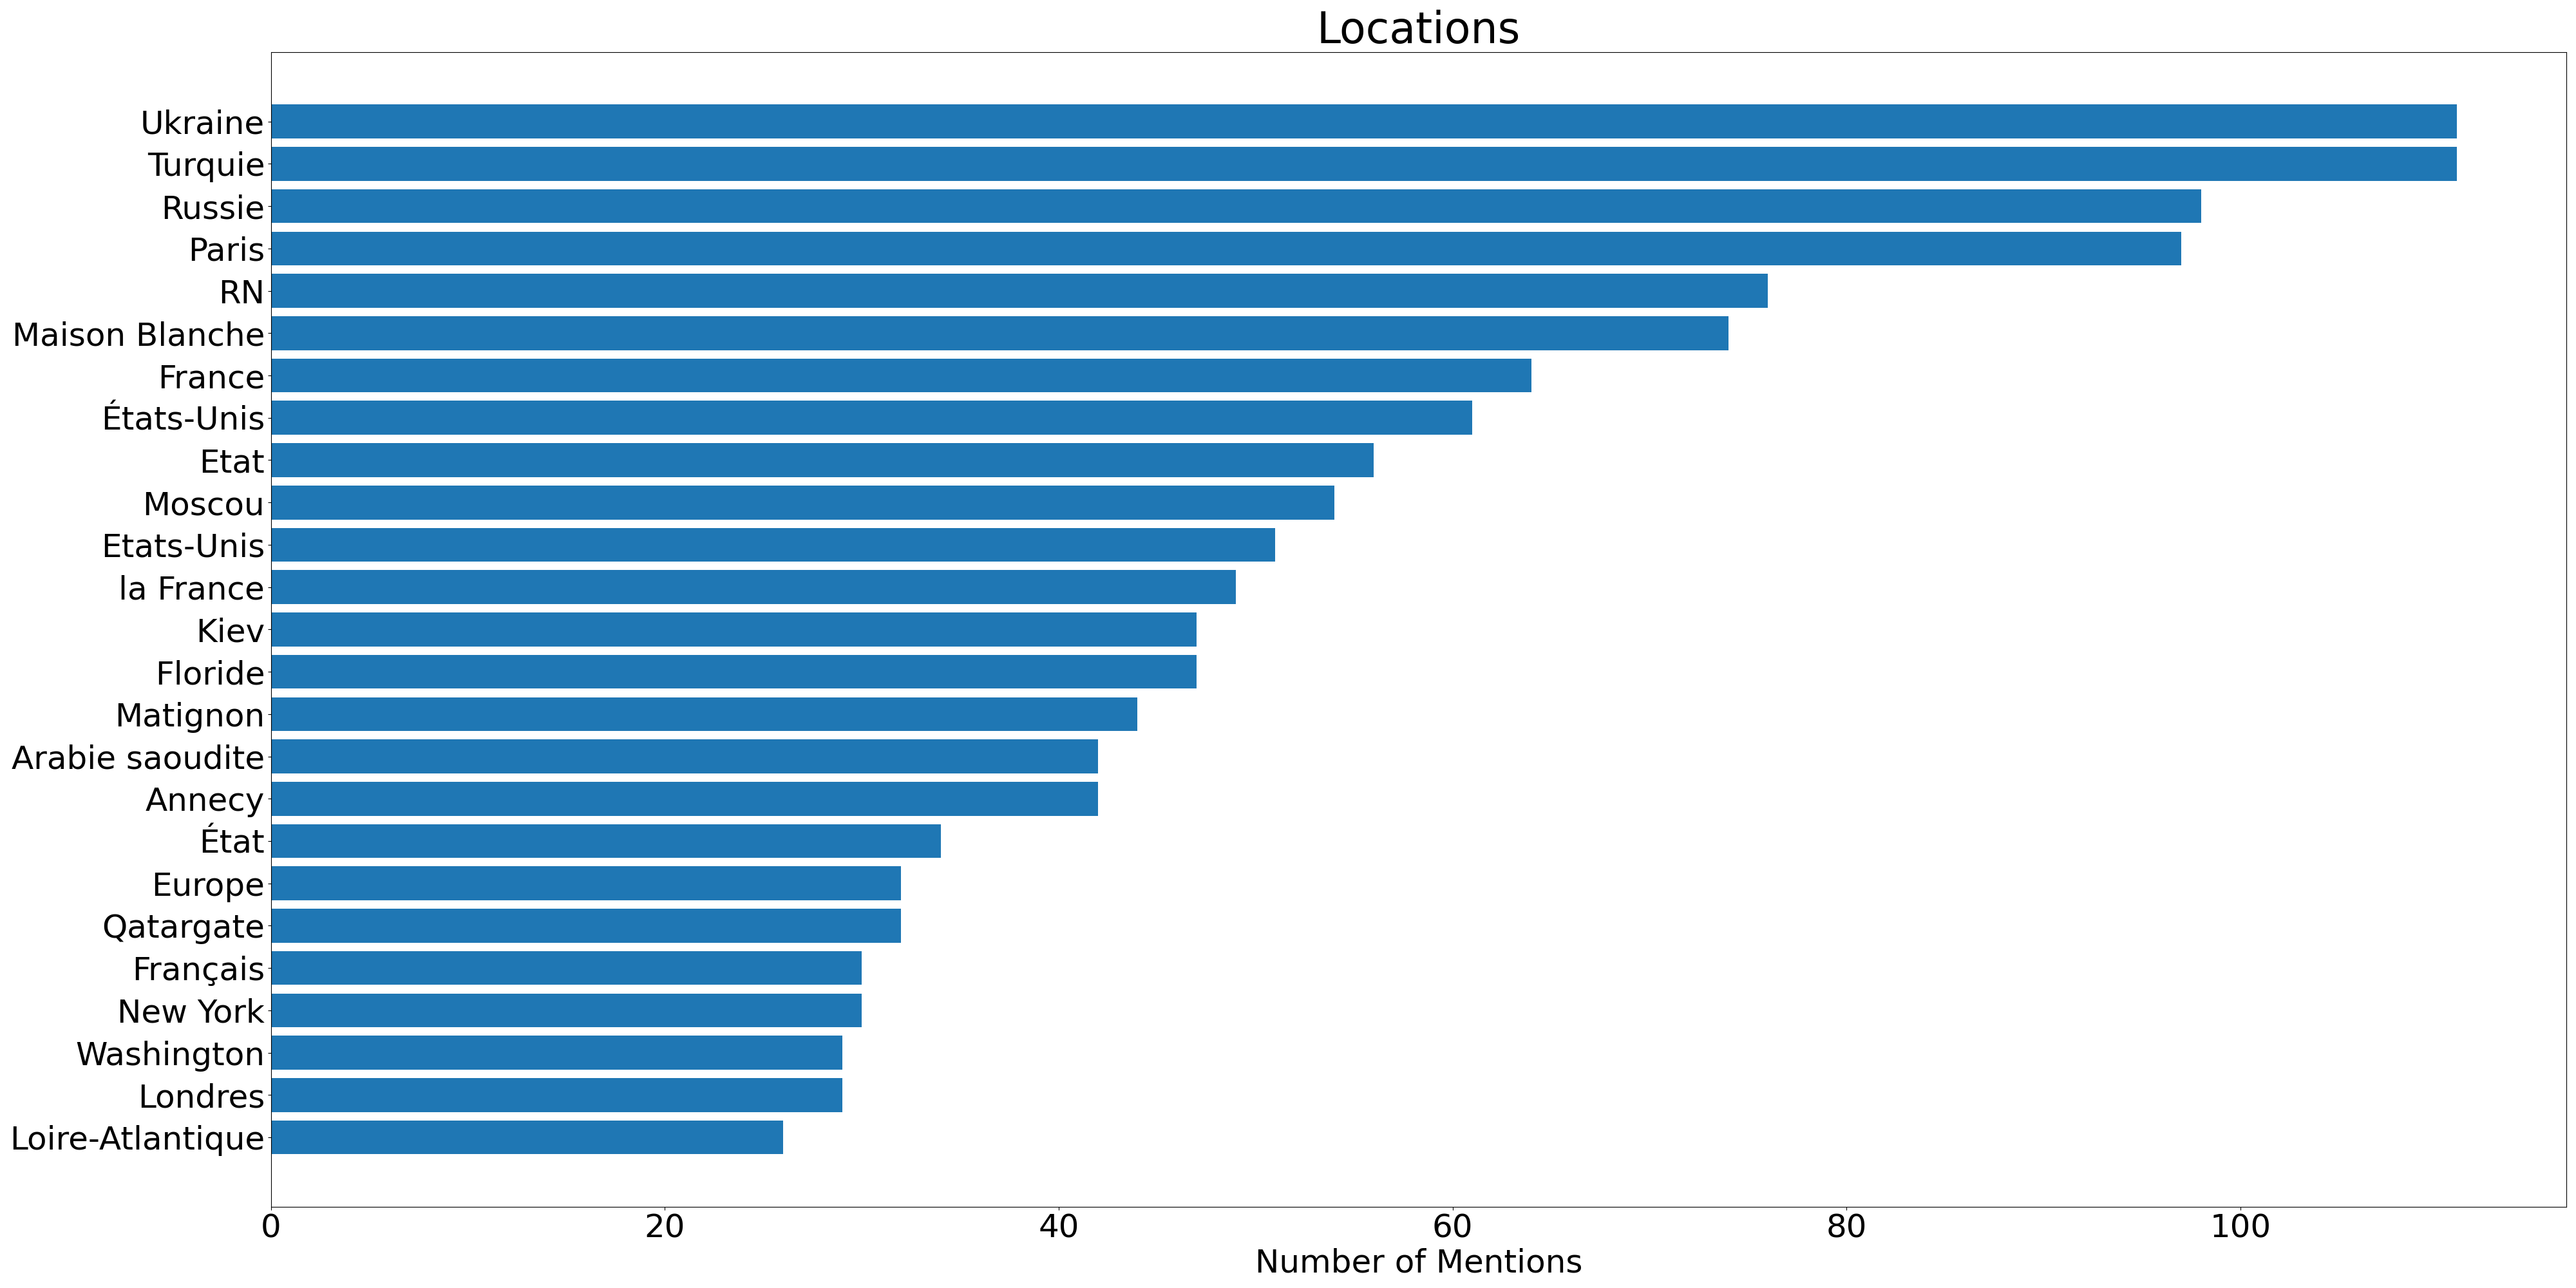 Locations
Ukraine
Turquie
Russie
Paris
RN
Maison Blanche
France
États-Unis
Etat
Moscou
Etats-Unis
la France
Kiev
Floride
Matignon
Arabie saoudite
Annecy
État
Europe
Qatargate
Français
New York
Washington
Londres
Loire-Atlantique
0 20 40 60 80 100
Number of Mentions